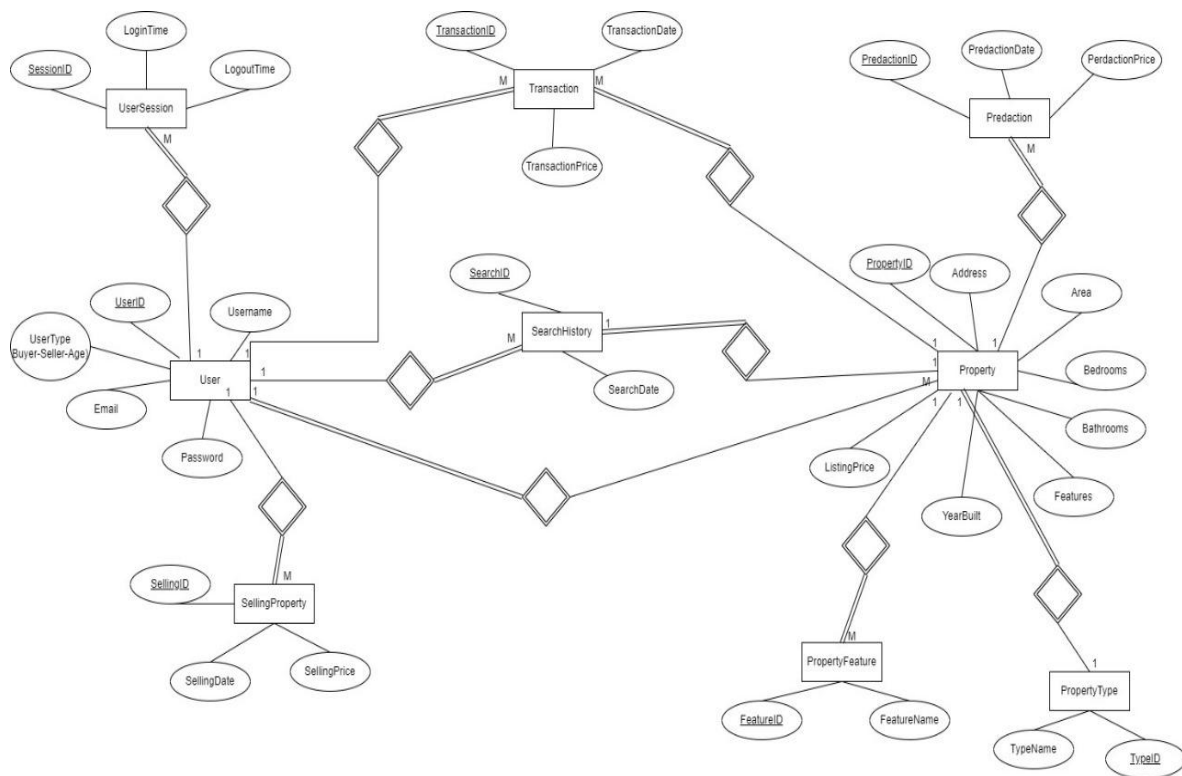 LoginTime
SessionID
LogoutTime
UserSession
M
TransactionID
TransactionDate
M
M
Transaction
TransactionPrice
PredactionID
PredactionDate
PerdactionPrice
Predaction
M
UserID
Username
UserType
Buyer-Seller-Age)
1
1
User
1
1
1
Email
Password
SearchID
M
SearchHistory
1
SearchDate
PropertyID
Address
Area
1
1
1
Property
M
1
1
Bedrooms
Bathrooms
ListingPrice
YearBuilt
Features
SellingID
M
SellingProperty
SellingDate
SellingPrice
M
PropertyFeature
FeatureID
FeatureName
1
PropertyType
TypeName
TypeID